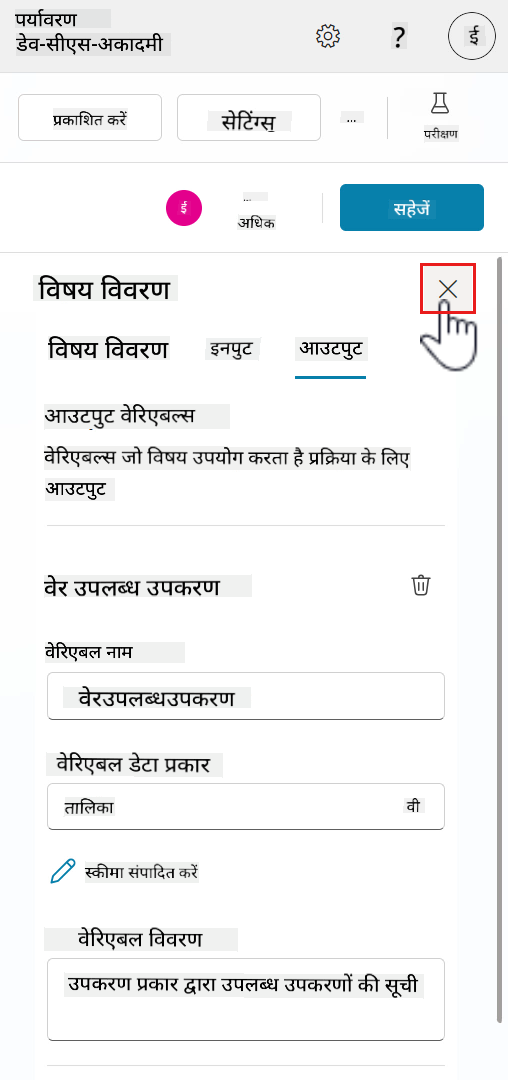 पर्यावरण
डेव-सीएस-अकादमी
?
ई
प्रकाशित करें
सेटिंग्स
...
परीक्षण
ई
...
अधिक
सहेजें
विषय विवरण
विषय विवरण
इनपुट
आउटपुट
आउटपुट वेरिएबल्स
वेरिएबल्स जो विषय उपयोग करता है प्रक्रिया के लिए
आउटपुट
वेर उपलब्ध उपकरण
वेरिएबल नाम
वेरउपलब्धउपकरण
वेरिएबल डेटा प्रकार
तालिका
वी
स्कीमा संपादित करें
वेरिएबल विवरण
उपकरण प्रकार द्वारा उपलब्ध उपकरणों की सूची